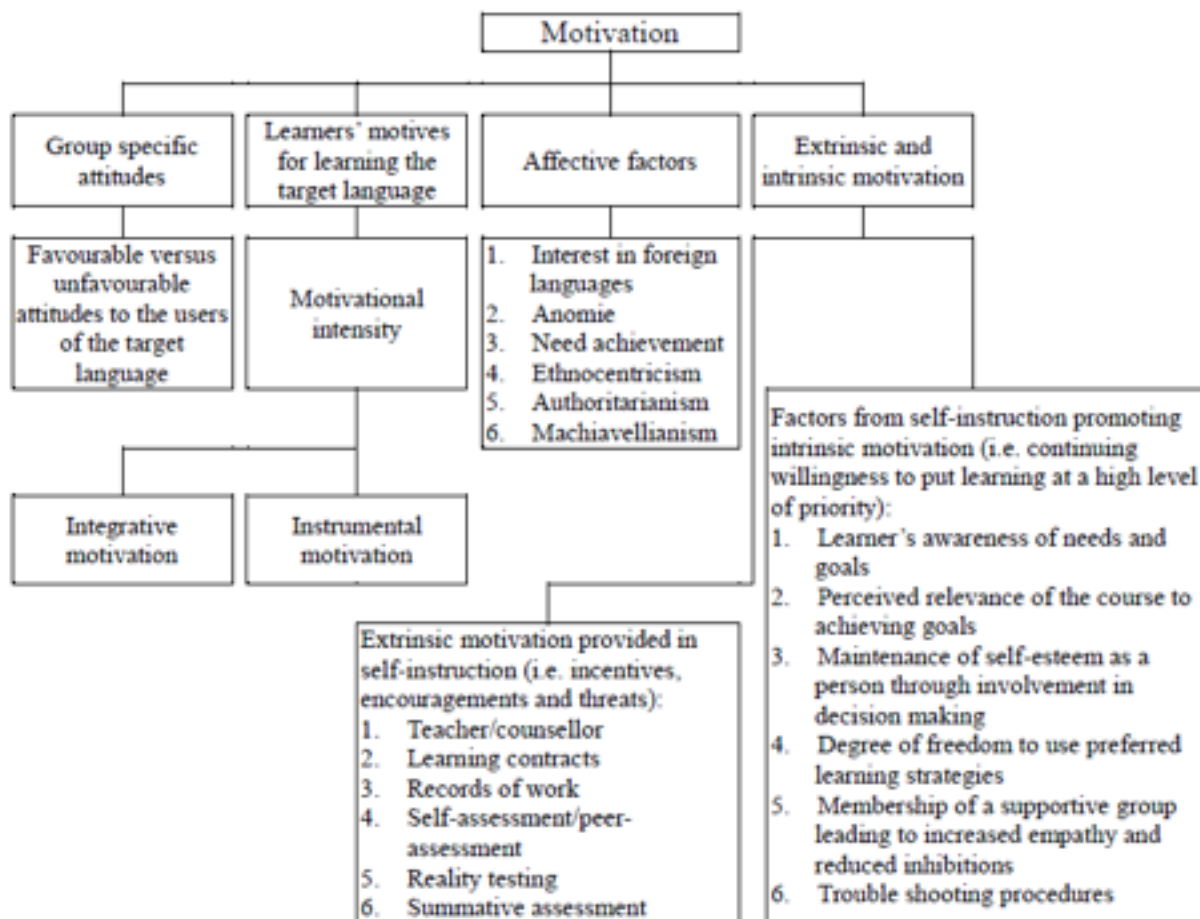 Motivation
Group specific
attitudes
Learners' motives
for learning the
target language
Affective factors
Extrinsic and
intrinsic motivation
Favourable versus
unfavourable
attitudes to the users
of the target
language
Motivational
intensity
1. Interest in foreign
languages
2. Anomie
3. Need achievement
4. Ethnocentricism
5. Authoritarianism
6. Machiavellianism
Integrative
motivation
Instrumental
motivation
Extrinsic motivation provided in
self-instruction (i.e. incentives,
encouragements and threats):
1. Teacher/counsellor
2. Learning contracts
3. Records of work
4. Self-assessment/peer-
assessment
5. Reality testing
6. Summative assessment
Factors from self-instruction promoting
intrinsic motivation (i.e. continuing
willingness to put learning at a high level
of priority):
1. Learner's awareness of needs and
goals
2. Perceived relevance of the course to
achieving goals
3. Maintenance of self-esteem as a
person through involvement in
decision making
4. Degree of freedom to use preferred
learning strategies
5. Membership of a supportive group
leading to increased empathy and
reduced inhibitions
6. Trouble shooting procedures